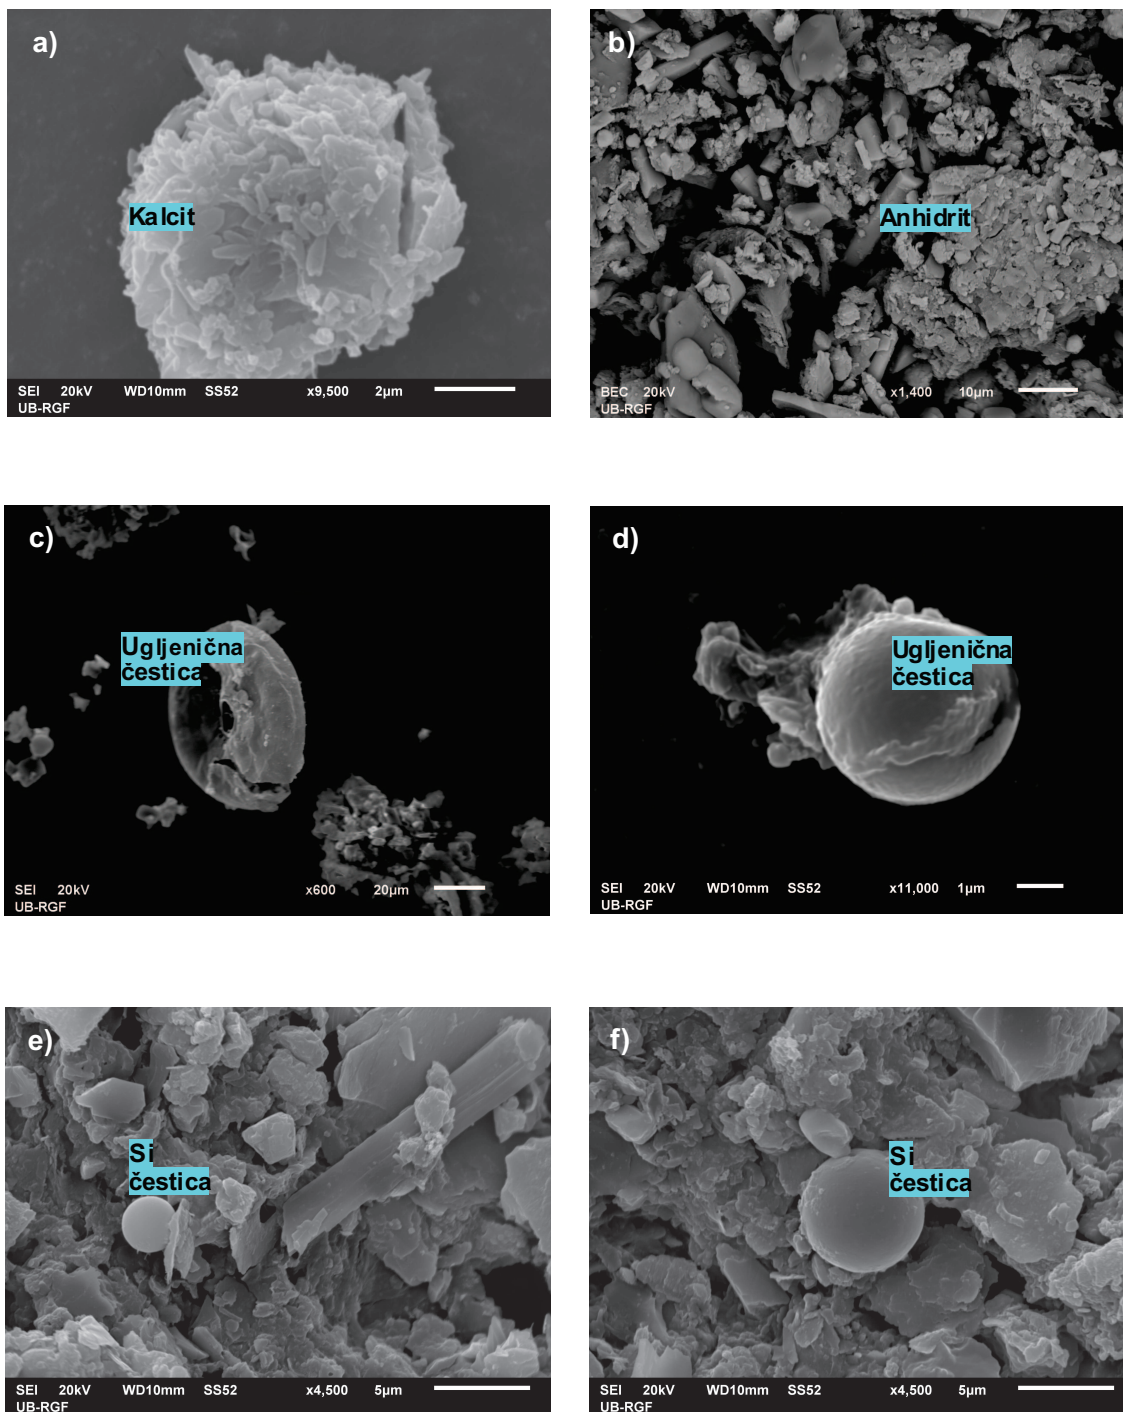 a)
Kalcit
SEI 20kV WD10mm SS52 x9,500 2µm
UB-RGF
b)
Anhidrit
BEC 20kV x1,400 10µm
UB-RGF
c)
Ugljenična
čestica
SEI 20kV x600 20µm
UB-RGF
d)
Ugljenična
čestica
SEI 20kV WD10mm SS52 x11,000 1µm
UB-RGF
e)
Si
čestica
SEI 20kV WD10mm SS52 x4,500 5µm
UB-RGF
f)
Si
čestica
SEI 20kV WD10mm SS52 x4,500 5µm
UB-RGF